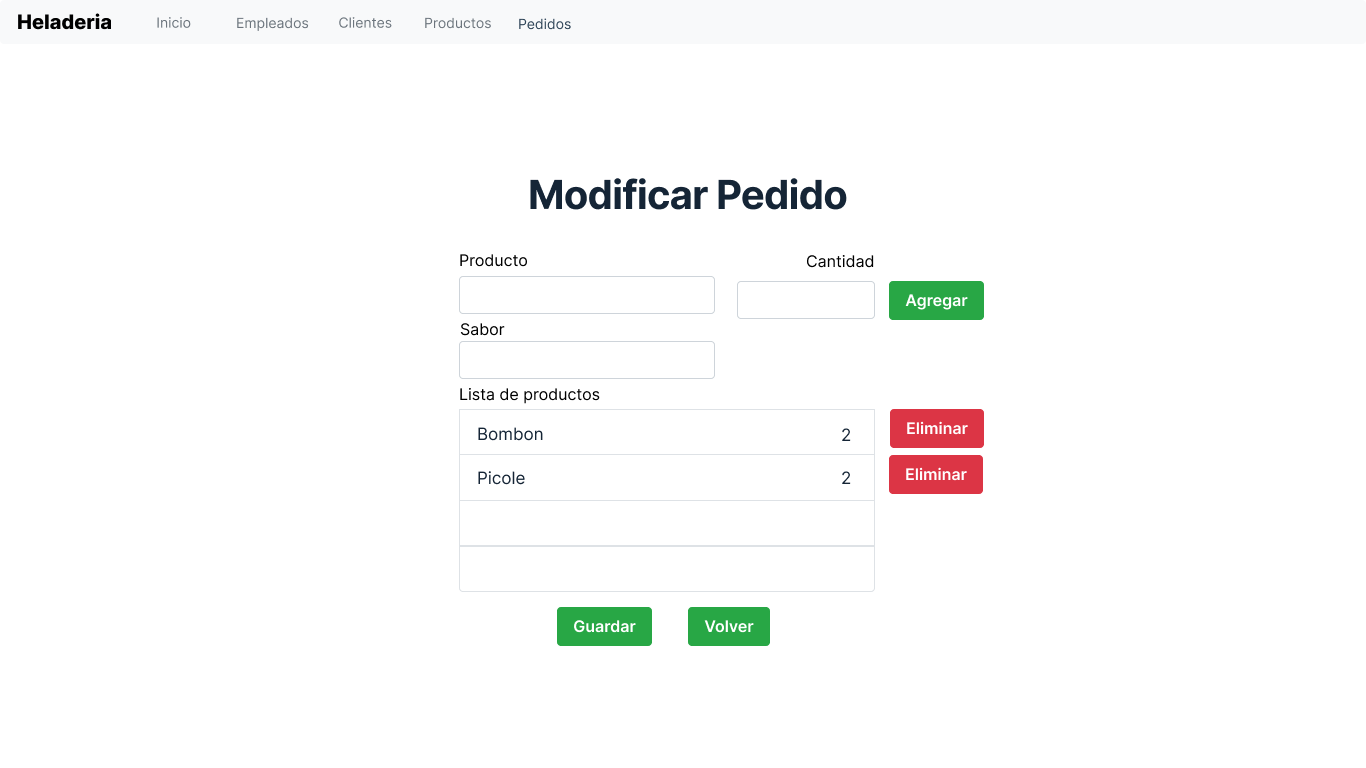 Heladeria Inicio Empleados Clientes Productos Pedidos
Modificar Pedido
Producto Cantidad
Agregar
Sabor
Lista de productos
Bombon 2 Eliminar
Picole 2 Eliminar
Guardar Volver